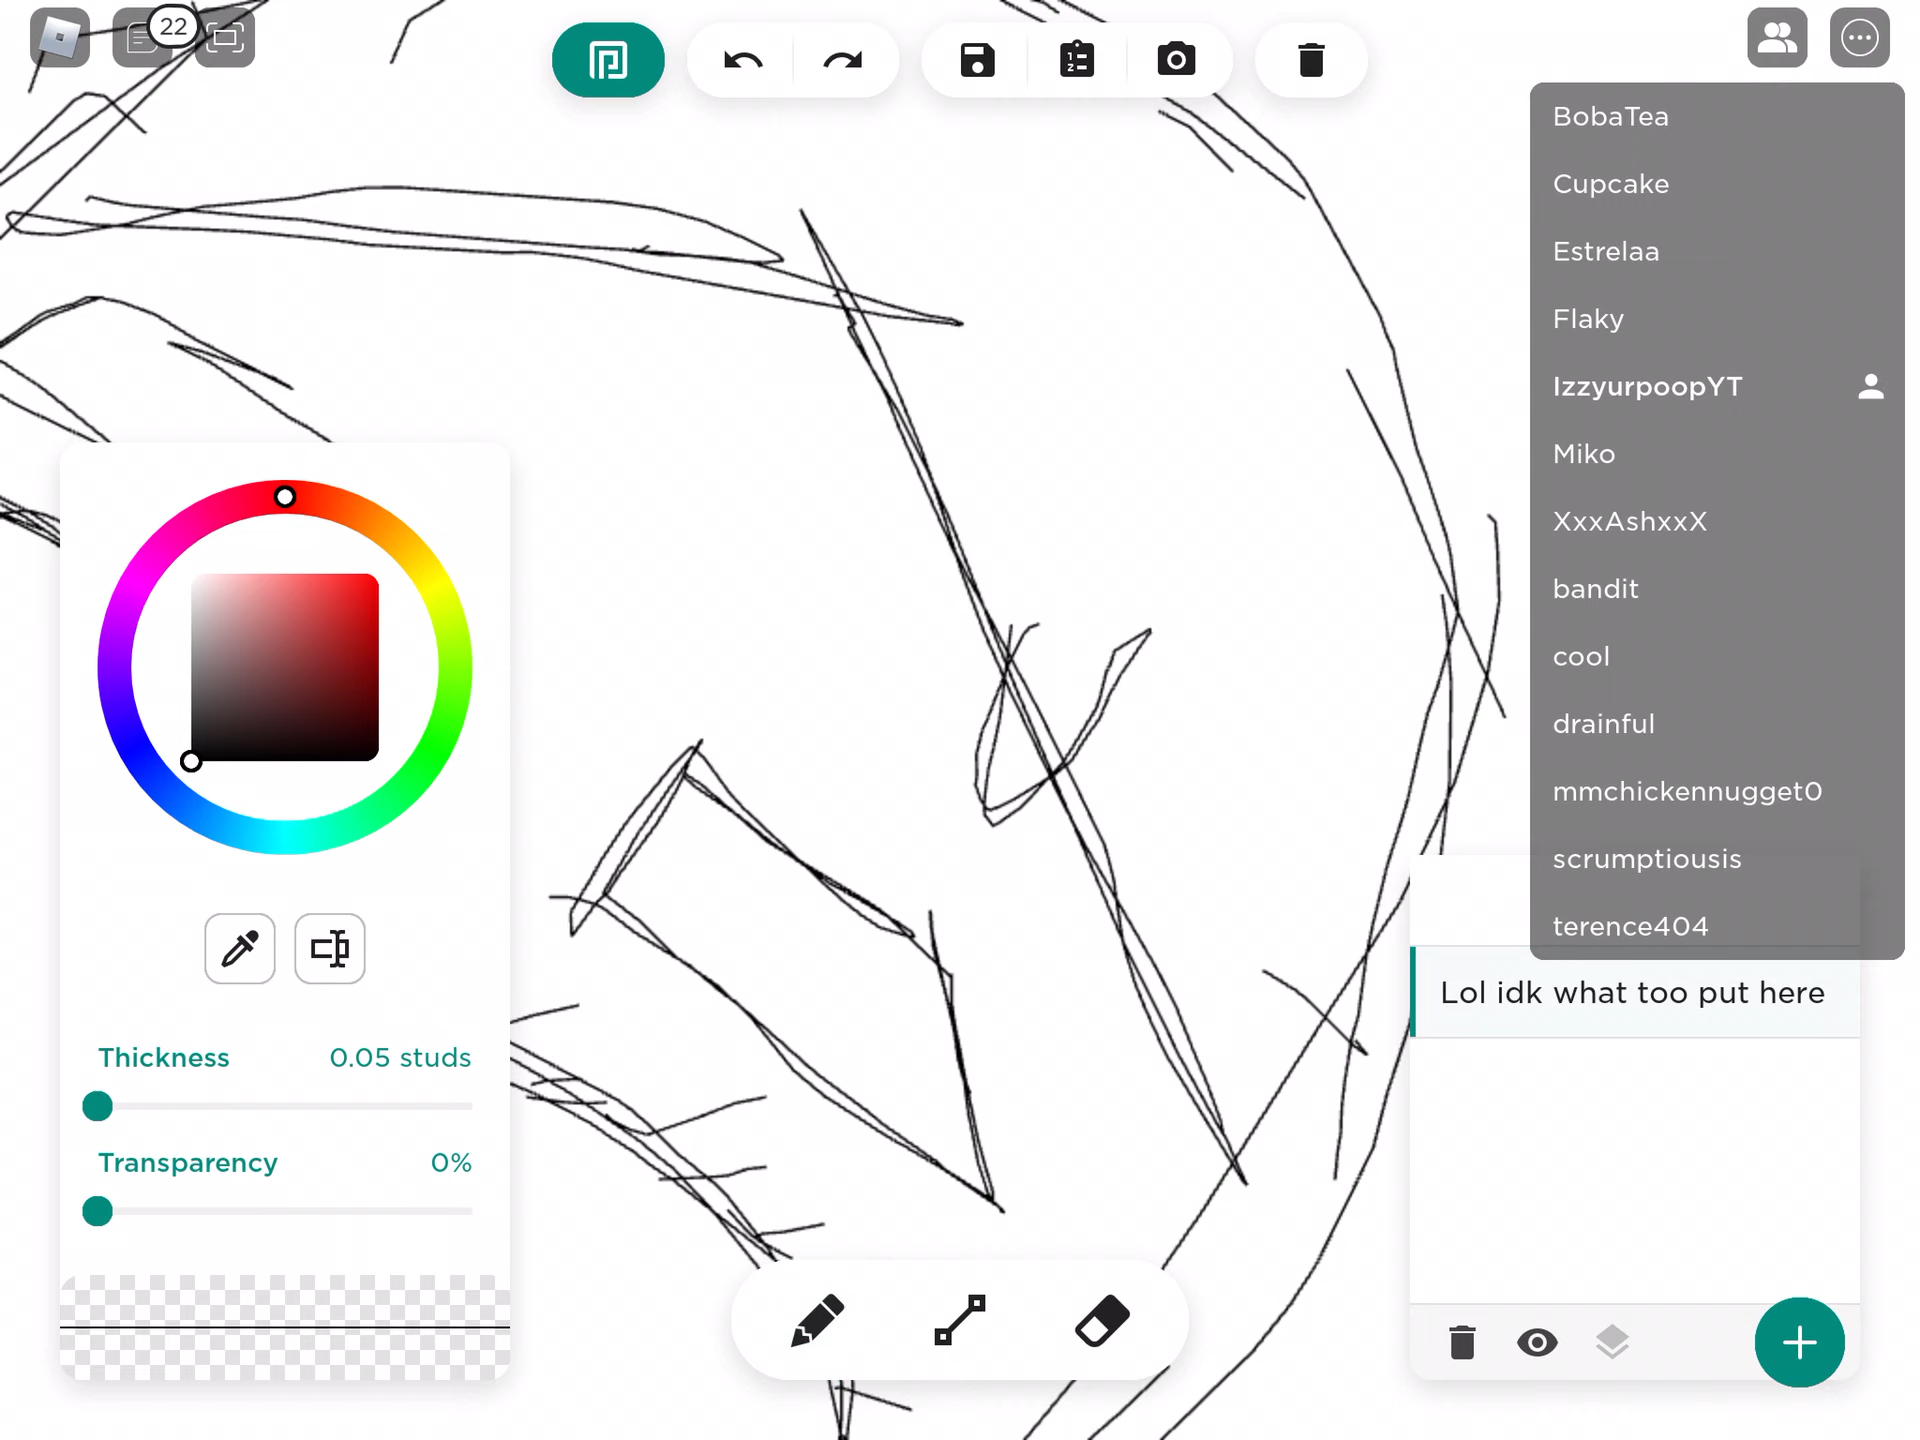 22
BobaTea
Cupcake
Estrelaa
Flaky
IzzyurpoopYT
Miko
XxxAshxxX
bandit
cool
drainful
mmchickennugget0
scrumptiousis
terence404
Thickness 0.05 studs
Transparency 0%
Lol idk what too put here